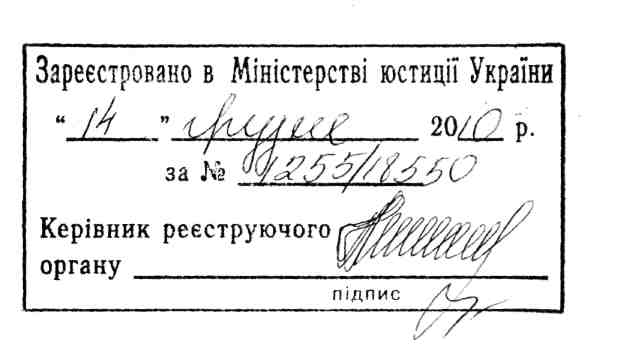 Зареєстровано в Міністерстві юстиції України
“ 14 ” грудня 2010 р.
за № 1255/18550
Керівник реєструючого
органу
підпис